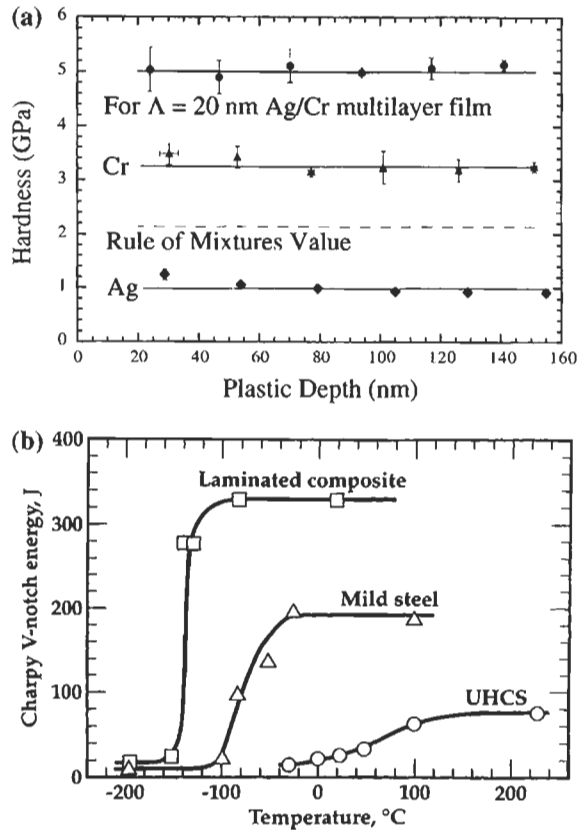 (a)
6
5
4
3
2
1
0
Hardness (GPa)
For Λ = 20 nm Ag/Cr multilayer film
Cr
Rule of Mixtures Value
Ag
0 20 40 60 80 100 120 140 160
Plastic Depth (nm)
(b)
400
300
200
100
0
Charpy V-notch energy, J
Laminated composite
Mild steel
UHCS
-200 -100 0 100 200
Temperature, °C